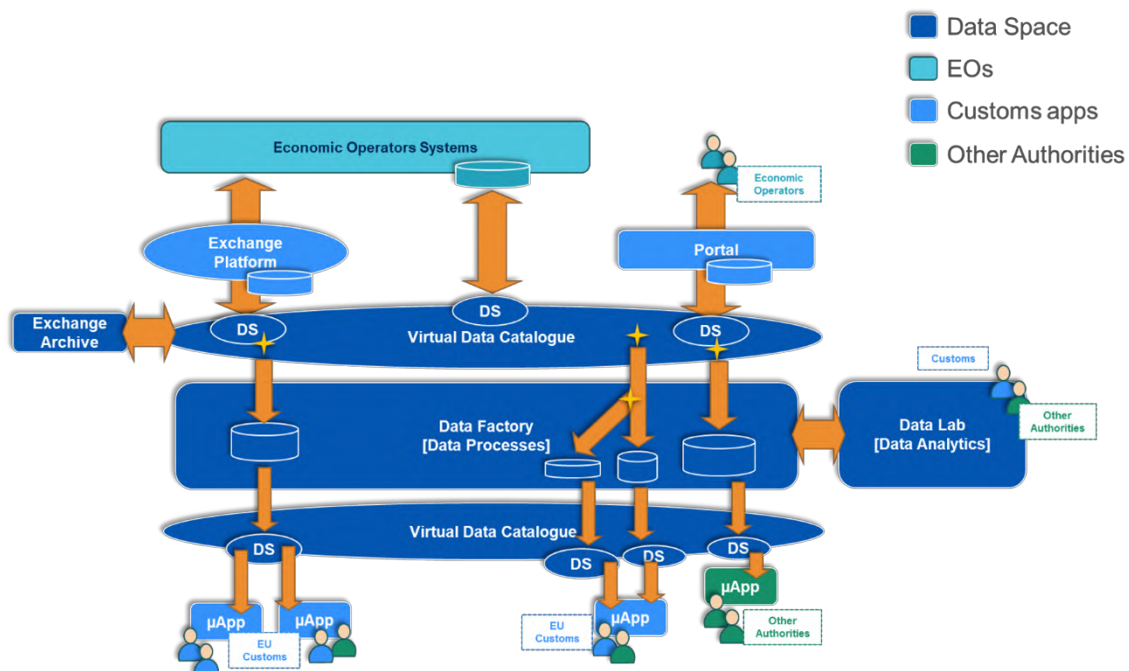 Data Space
EOs
Customs apps
Other Authorities
Economic Operators Systems
Economic
Operators
Exchange
Platform
Portal
DS
DS
DS
Exchange
Archive
Virtual Data Catalogue
Customs
Other
Authorities
Data Factory
[Data Processes]
Data Lab
[Data Analytics]
Virtual Data Catalogue
DS
DS
DS
DS
µApp
µApp
EU
Customs
EU
Customs
µApp
µApp
Other
Authorities